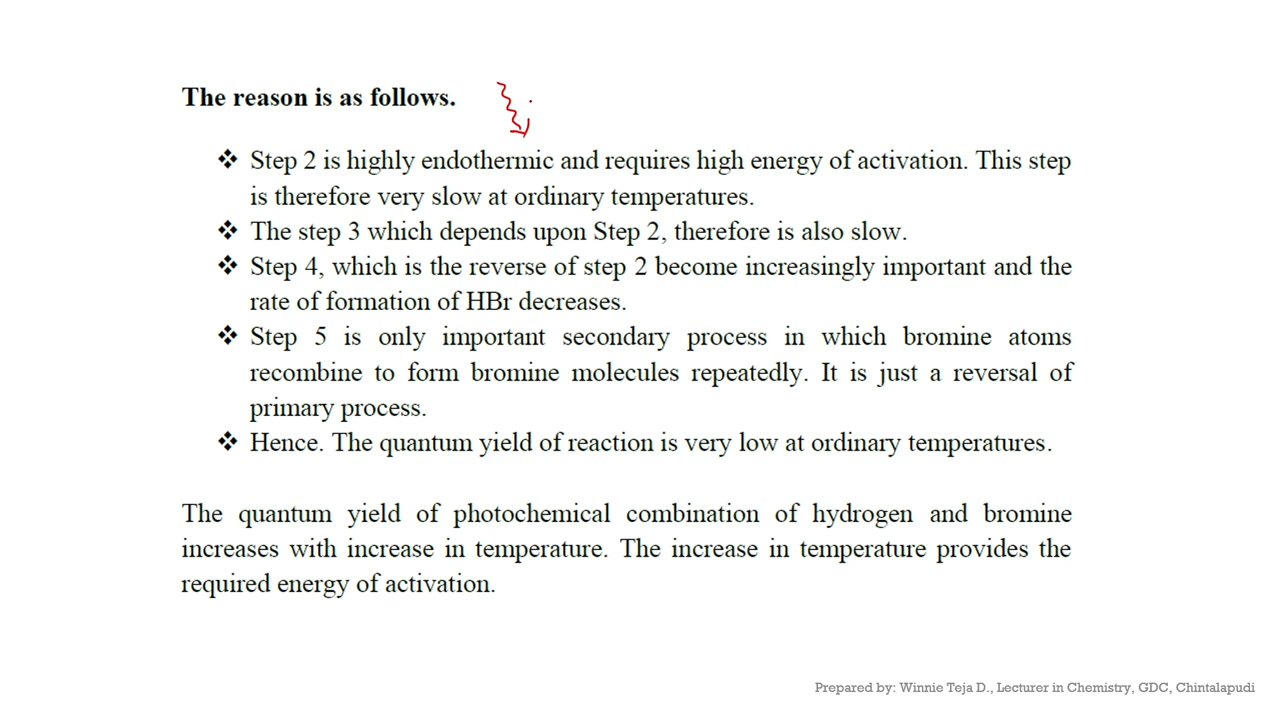 The reason is as follows.
❖ Step 2 is highly endothermic and requires high energy of activation. This step
is therefore very slow at ordinary temperatures.
❖ The step 3 which depends upon Step 2, therefore is also slow.
❖ Step 4, which is the reverse of step 2 become increasingly important and the
rate of formation of HBr decreases.
❖ Step 5 is only important secondary process in which bromine atoms
recombine to form bromine molecules repeatedly. It is just a reversal of
primary process.
❖ Hence. The quantum yield of reaction is very low at ordinary temperatures.
The quantum yield of photochemical combination of hydrogen and bromine
increases with increase in temperature. The increase in temperature provides the
required energy of activation.
Prepared by: Winnie Teja D., Lecturer in Chemistry, GDC, Chintalapudi